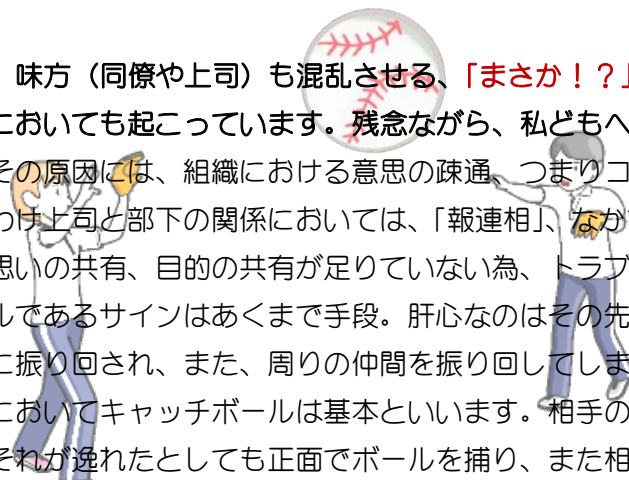 味方（同僚や上司）も混乱させる、「まさか！？」
においても起こっています。残念ながら、私どもへ
その原因には、組織における意思の疎通、つまりコ
わけ上司と部下の関係においては、「報連相」、なか
思いの共有、目的の共有が足りていない為、トラブ
ルであるサインはあくまで手段。肝心なのはその先
に振り回され、また、周りの仲間を振り回してしま
においてキャッチボールは基本といいます。相手の
それが逸れたとしても正面でボールを捕り、また相